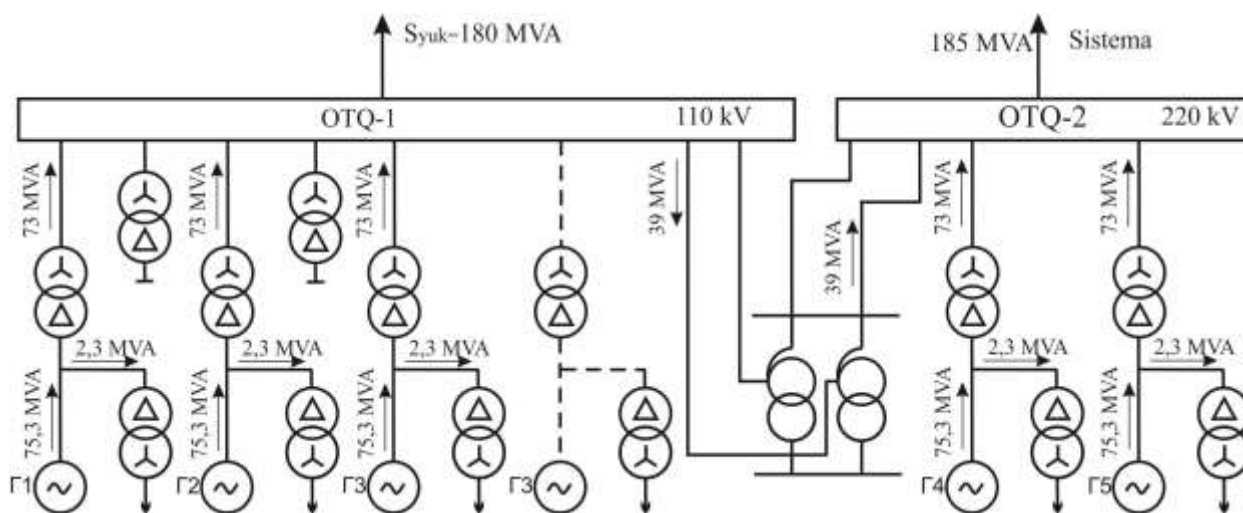 Syuk=180 MVA
185 MVA
Sistema
OTQ-1
110 kV
OTQ-2
220 kV
73 MVA
73 MVA
73 MVA
39 MVA
39 MVA
73 MVA
73 MVA
2,3 MVA
2,3 MVA
2,3 MVA
2,3 MVA
2,3 MVA
75,3 MVA
75,3 MVA
75,3 MVA
75,3 MVA
75,3 MVA
Г1
Г2
Г3
Г3
Г4
Г5